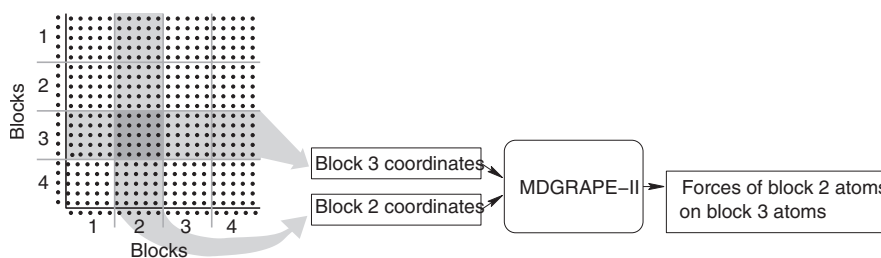 1
2
3
4
Blocks
1 2 3 4
Blocks
Block 3 coordinates
Block 2 coordinates
MDGRAPE–II
Forces of block 2 atoms
on block 3 atoms